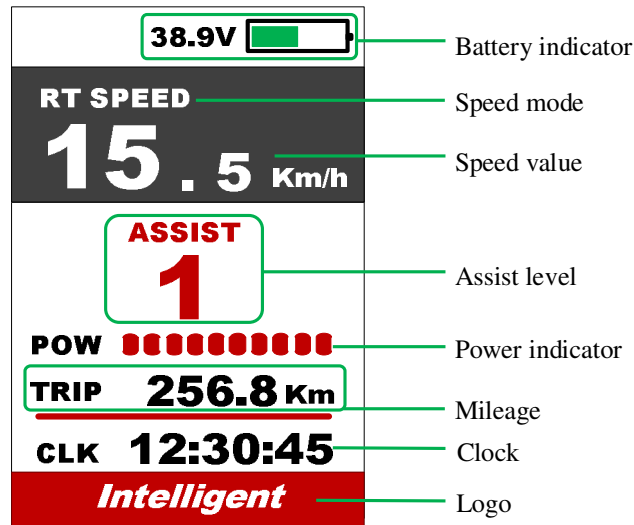 38.9V Battery indicator
RT SPEED Speed mode
15.5 Km/h Speed value
ASSIST
1 Assist level
POW Power indicator
TRIP 256.8 Km Mileage
CLK 12:30:45 Clock
Intelligent Logo